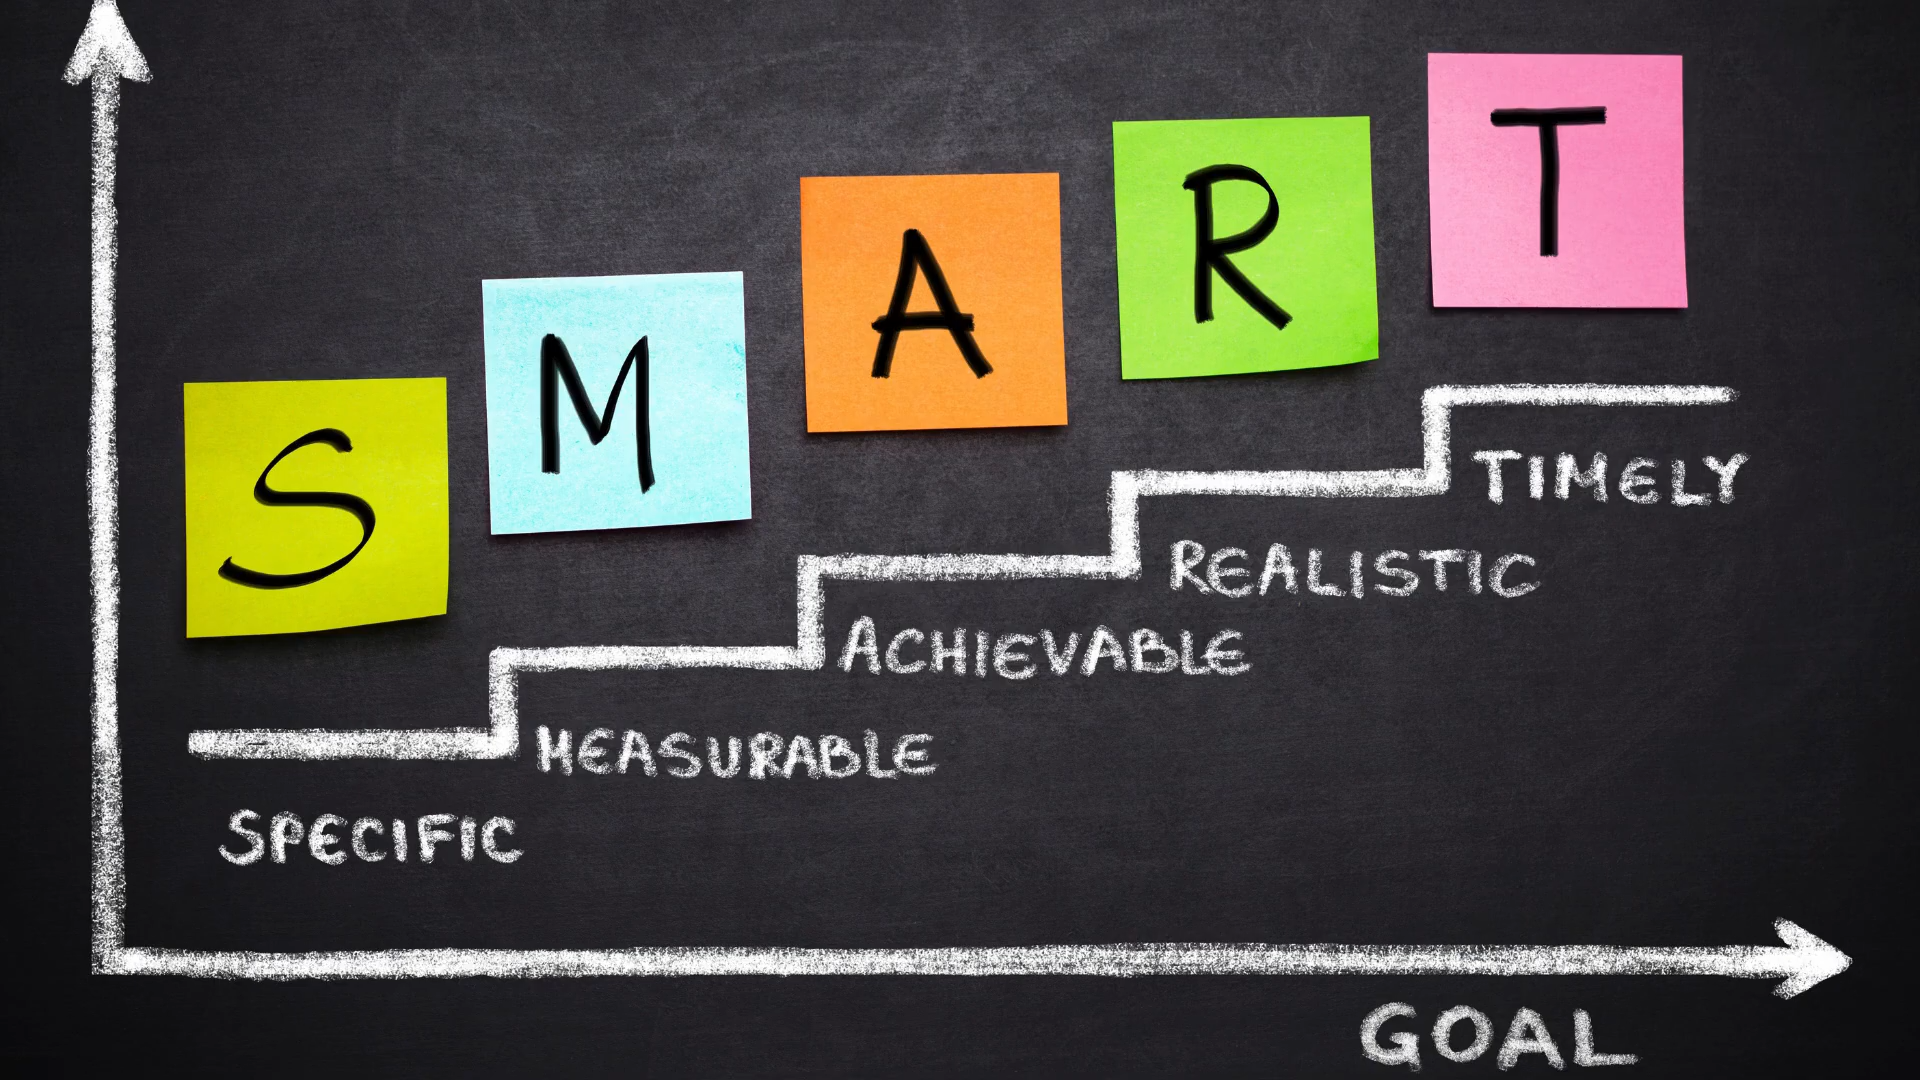 S
M
A
R
T
SPECIFIC
MEASURABLE
ACHIEVABLE
REALISTIC
TIMELY
GOAL